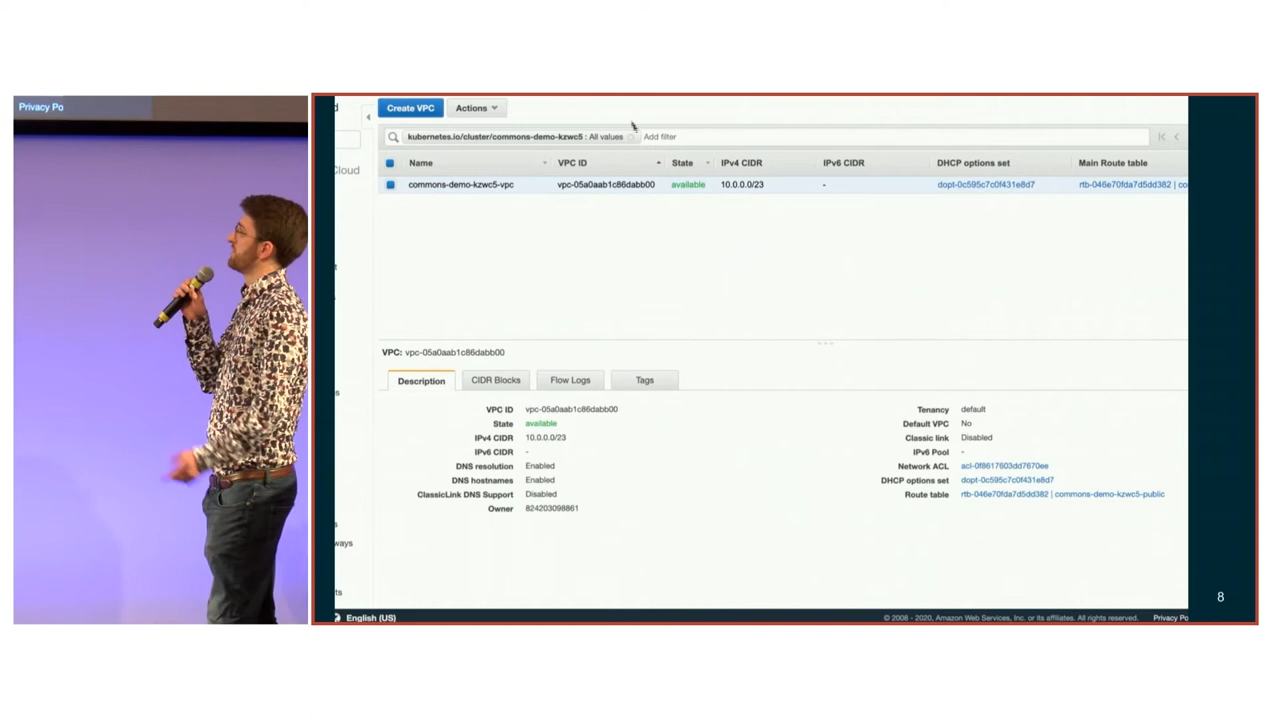 Privacy Po
d
Create VPC Actions
kubernetes.io/cluster/commons-demo-kzwc5 : All values Add filter
Cloud
Name VPC ID State IPv4 CIDR IPv6 CIDR DHCP options set Main Route table
commons-demo-kzwc5-vpc vpc-05a0aab1c86dabb00 available 10.0.0.0/23 - dopt-0c595c7c0f431e8d7 rtb-046e70fda7d5dd382 | co
VPC: vpc-05a0aab1c86dabb00
Description CIDR Blocks Flow Logs Tags
VPC ID vpc-05a0aab1c86dabb00 Tenancy default
State available Default VPC No
IPv4 CIDR 10.0.0.0/23 Classic link Disabled
IPv6 CIDR - IPv6 Pool -
DNS resolution Enabled Network ACL acl-0f8617603dd7670ee
DNS hostnames Enabled DHCP options set dopt-0c595c7c0f431e8d7
ClassicLink DNS Support Disabled Route table rtb-046e70fda7d5dd382 | commons-demo-kzwc5-public
Owner 824203098861
ways
ts
8
English (US) © 2008 - 2020, Amazon Web Services, Inc. or its affiliates. All rights reserved. Privacy Po